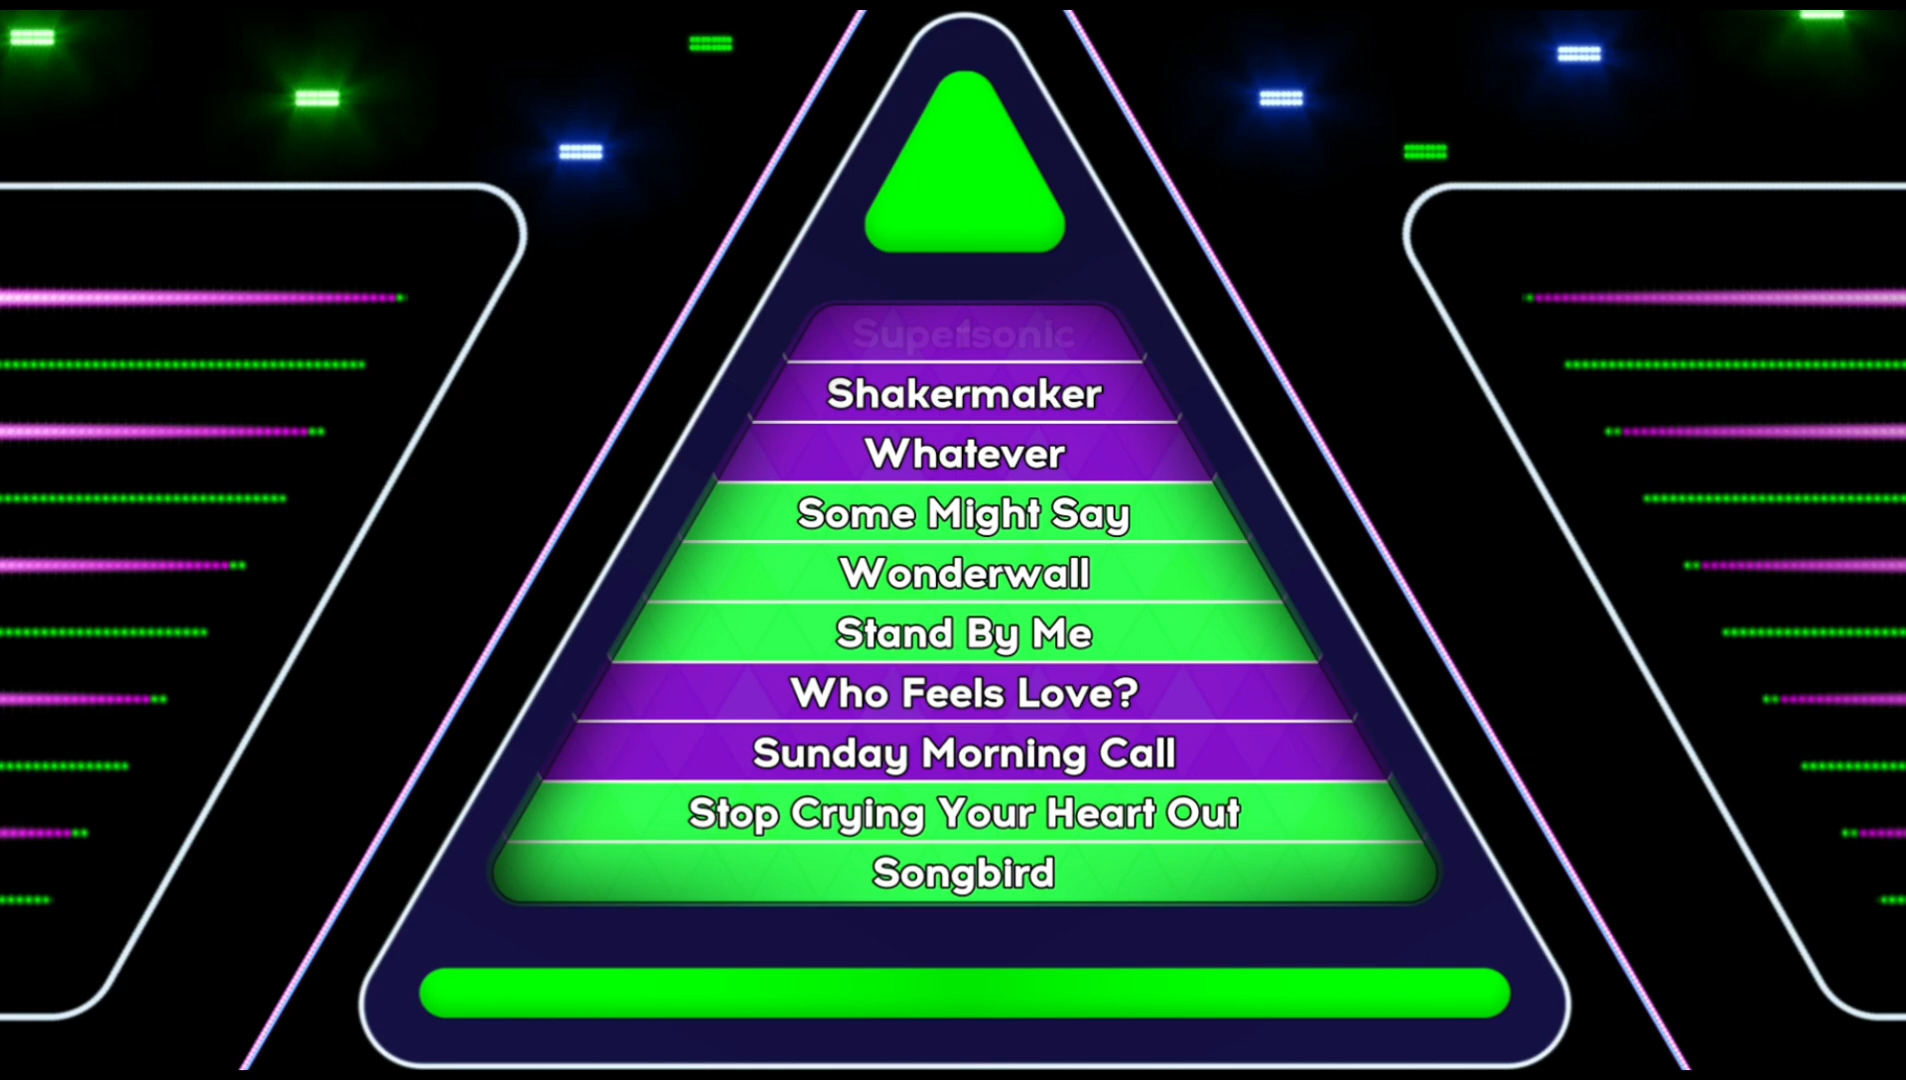 Supersonic
Shakermaker
Whatever
Some Might Say
Wonderwall
Stand By Me
Who Feels Love?
Sunday Morning Call
Stop Crying Your Heart Out
Songbird